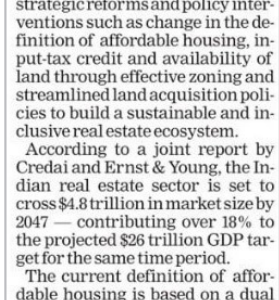 strategic reforms and policy inter-
ventions such as change in the de-
finition of affordable housing, in-
put-tax credit and availability of
land through effective zoning and
streamlined land acquisition poli-
cies to build a sustainable and in-
clusive real estate ecosystem.
According to a joint report by
Credai and Ernst & Young, the In-
dian real estate sector is set to
cross $4.8 trillion in market size by
2047 — contributing over 18% to
the projected $26 trillion GDP tar-
get for the same time period.
The current definition of affor-
dable housing is based on a dual